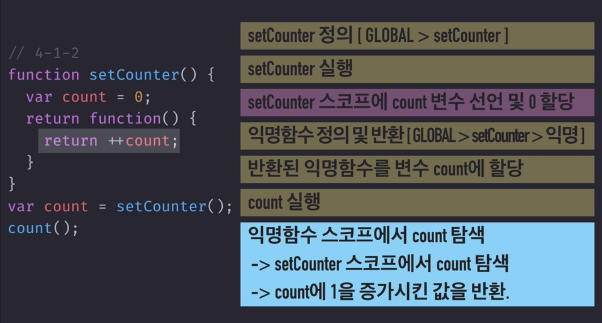 // 4-1-2
function setCounter() {
  var count = 0;
  return function() {
    return ++count;
  }
}
var count = setCounter();
count();
setCounter 정의 [ GLOBAL > setCounter ]
setCounter 실행
setCounter 스코프에 count 변수 선언 및 0 할당
익명함수 정의 및 반환 [ GLOBAL > setCounter > 익명 ]
반환된 익명함수를 변수 count에 할당
count 실행
익명함수 스코프에서 count 탐색
-> setCounter 스코프에서 count 탐색
-> count에 1을 증가시킨 값을 반환.